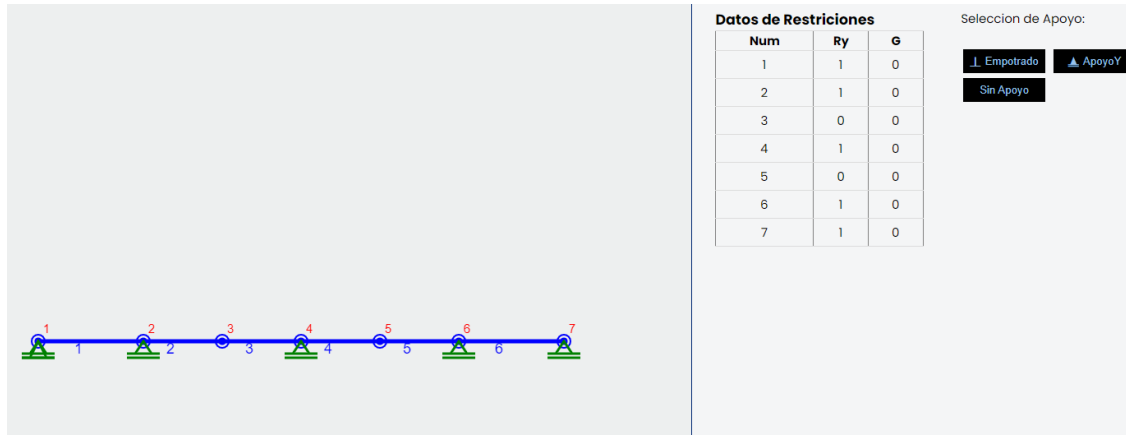 Datos de Restricciones
Num Ry G
1 1 0
2 1 0
3 0 0
4 1 0
5 0 0
6 1 0
7 1 0
Seleccion de Apoyo:
Empotrado ApoyoY
Sin Apoyo
1 2 3 4 5 6 7
1 2 3 4 5 6